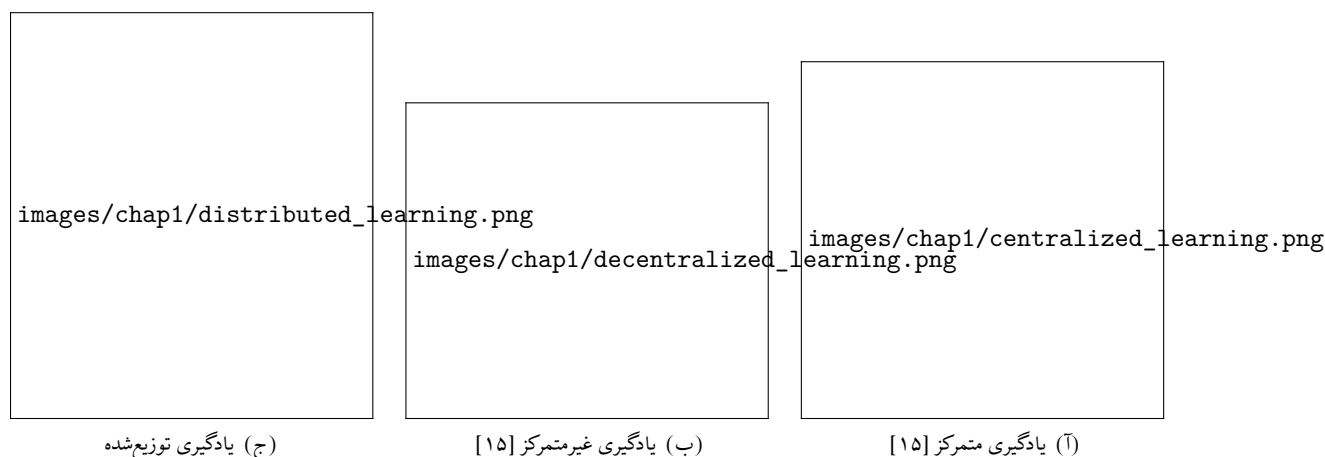 images/chap1/distributed_learning.png
images/chap1/decentralized_learning.png
images/chap1/centralized_learning.png
(آ) یادگیری متمرکز [۱۵]
(ب) یادگیری غیرمتمرکز [۱۵]
(ج) یادگیری توزیع‌شده